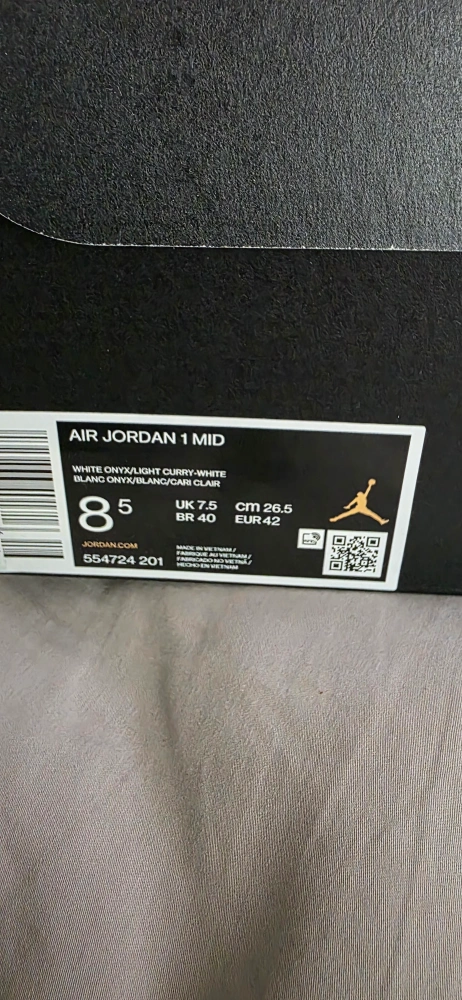 AIR JORDAN 1 MID
WHITE ONYX/LIGHT CURRY-WHITE
BLANC ONYX/BLANC/CARI CLAIR
8 5
UK 7.5 cm 26.5
BR 40 EUR 42
JORDAN.COM
554724 201
MADE IN VIETNAM /
FABRIQUE AU VIETNAM /
FABRICADO NO VIETNÃ /
HECHO EN VIETNAM